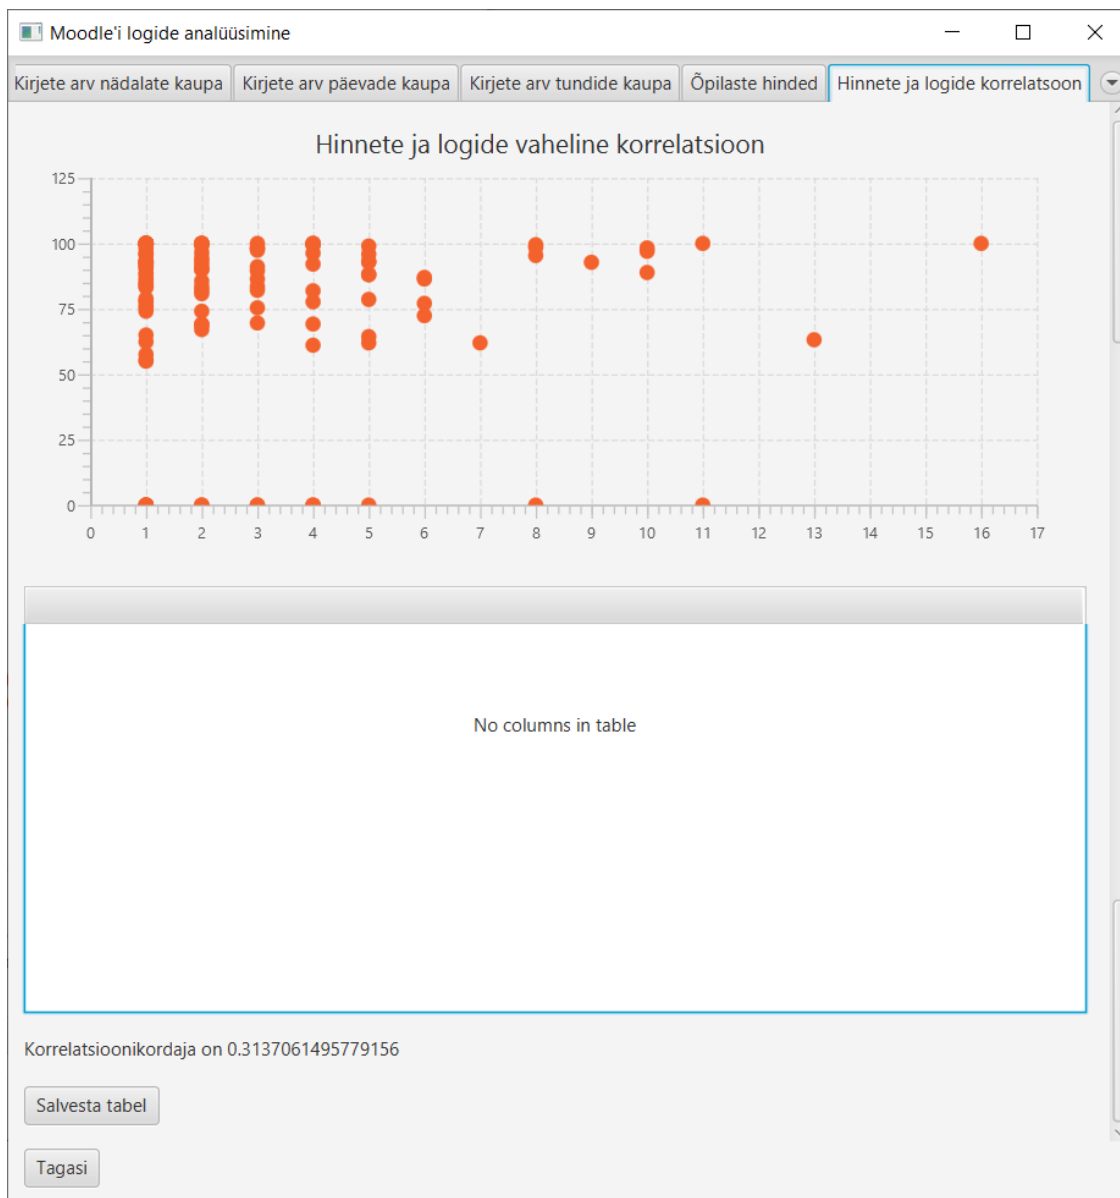 Moodle'i logide analüüsimine
Kirjete arv nädalate kaupa Kirjete arv päevade kaupa Kirjete arv tundide kaupa Õpilaste hinded Hinnete ja logide korrelatsoon
Hinnete ja logide vaheline korrelatsioon
125
100
75
50
25
0
0 1 2 3 4 5 6 7 8 9 10 11 12 13 14 15 16 17
No columns in table
Korrelatsioonikordaja on 0.3137061495779156
Salvesta tabel
Tagasi